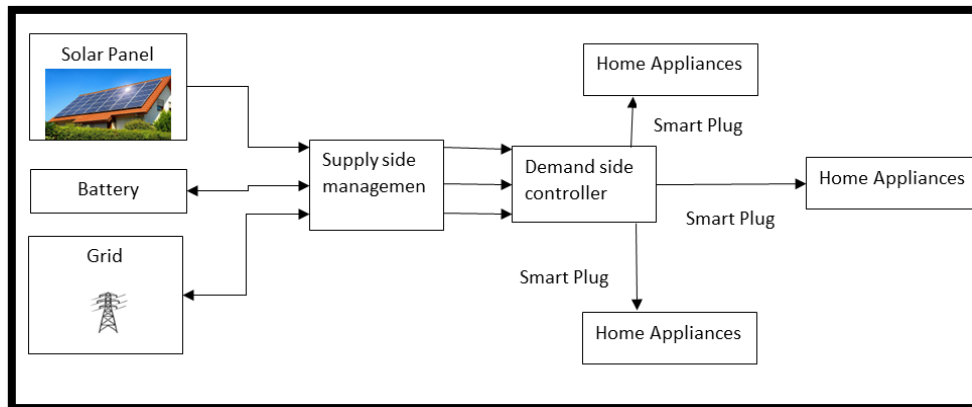 Solar Panel
Battery
Grid
Supply side
managemen
Demand side
controller
Home Appliances
Smart Plug
Home Appliances
Smart Plug
Smart Plug
Home Appliances